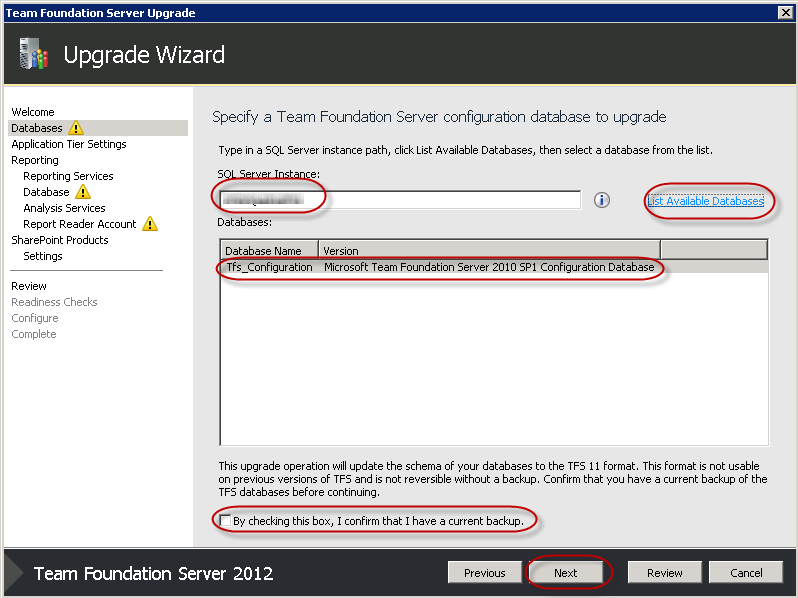 Team Foundation Server Upgrade
Upgrade Wizard
Welcome
Databases
Application Tier Settings
Reporting
Reporting Services
Database
Analysis Services
Report Reader Account
SharePoint Products
Settings
Review
Readiness Checks
Configure
Complete
Specify a Team Foundation Server configuration database to upgrade
Type in a SQL Server instance path, click List Available Databases, then select a database from the list.
SQL Server Instance:
List Available Databases
Databases:
Database Name Version
Tfs_Configuration Microsoft Team Foundation Server 2010 SP1 Configuration Database
This upgrade operation will update the schema of your databases to the TFS 11 format. This format is not usable
on previous versions of TFS and is not reversible without a backup. Confirm that you have a current backup of the
TFS databases before continuing.
By checking this box, I confirm that I have a current backup.
Team Foundation Server 2012
Previous Next Review Cancel